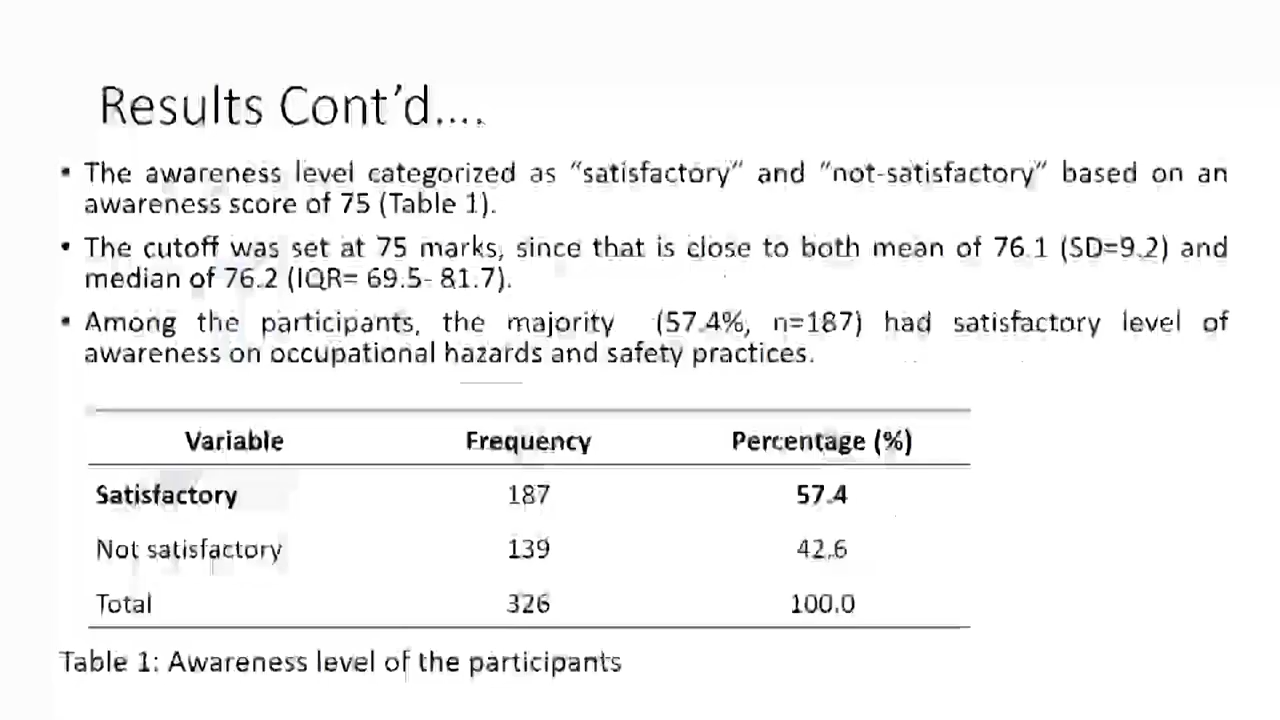 Results Cont'd....
▪ The awareness level categorized as "satisfactory" and "not-satisfactory" based on an
awareness score of 75 (Table 1).
▪ The cutoff was set at 75 marks, since that is close to both mean of 76.1 (SD=9.2) and
median of 76.2 (IQR= 69.5- 81.7).
▪ Among the participants, the majority (57.4%, n=187) had satisfactory level of
awareness on occupational hazards and safety practices.
Variable Frequency Percentage (%)
Satisfactory 187 57.4
Not satisfactory 139 42.6
Total 326 100.0
Table 1: Awareness level of the participants